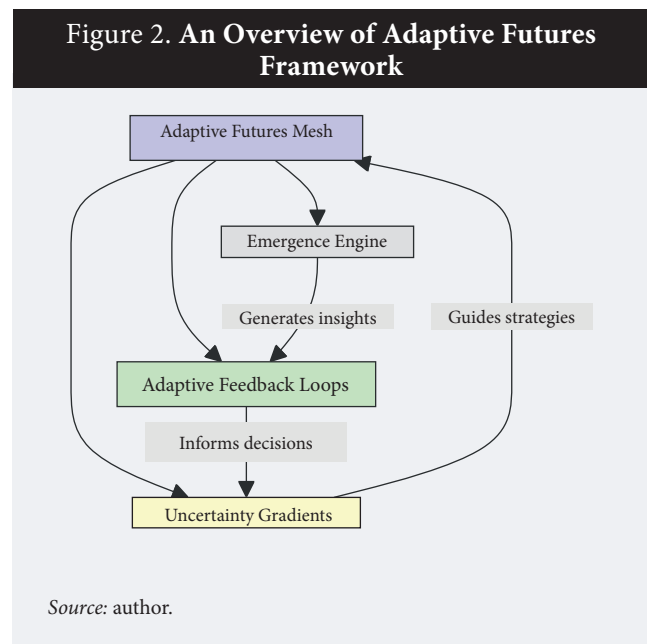 Figure 2. An Overview of Adaptive Futures
Framework
Adaptive Futures Mesh
Emergence Engine
Generates insights
Guides strategies
Adaptive Feedback Loops
Informs decisions
Uncertainty Gradients
Source: author.